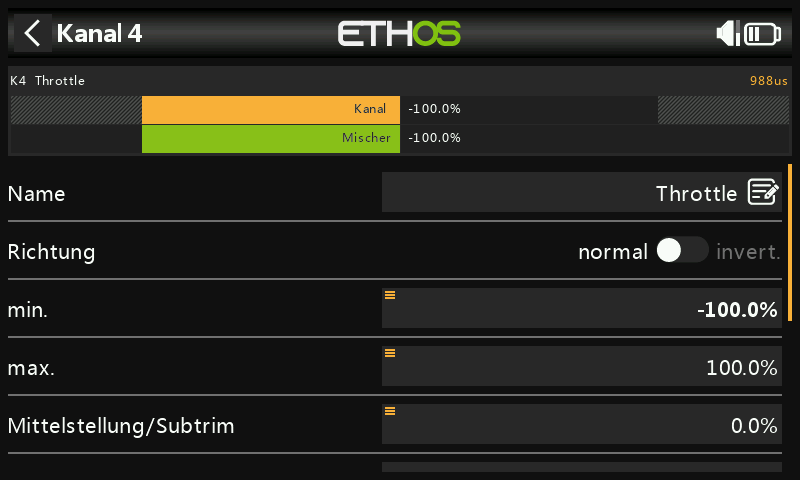 Kanal 4
ETHOS
K4 Throttle
988us
Kanal -100.0%
Mischer -100.0%
Name
Throttle
Richtung
normal
invert.
min.
-100.0%
max.
100.0%
Mittelstellung/Subtrim
0.0%